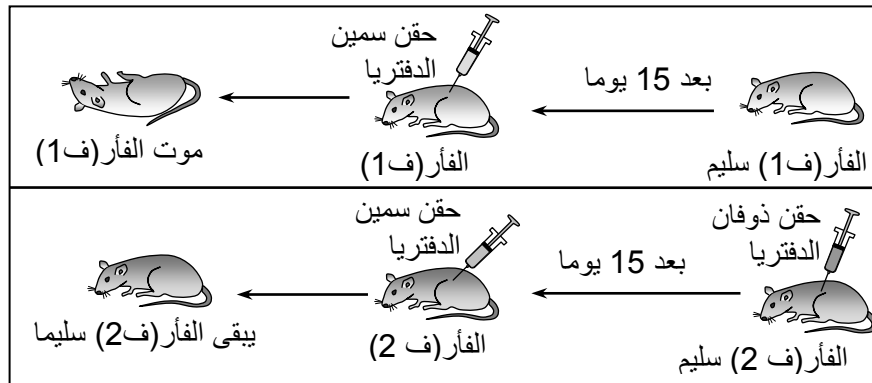 الفأر(ف1) سليم
بعد 15 يوما
حقن سمين
الدفتريا
الفأر(ف1)
موت الفأر(ف1)
حقن ذوفان
الدفتريا
الفأر(ف 2) سليم
بعد 15 يوما
حقن سمين
الدفتريا
الفأر(ف 2)
يبقى الفأر(ف2) سليما